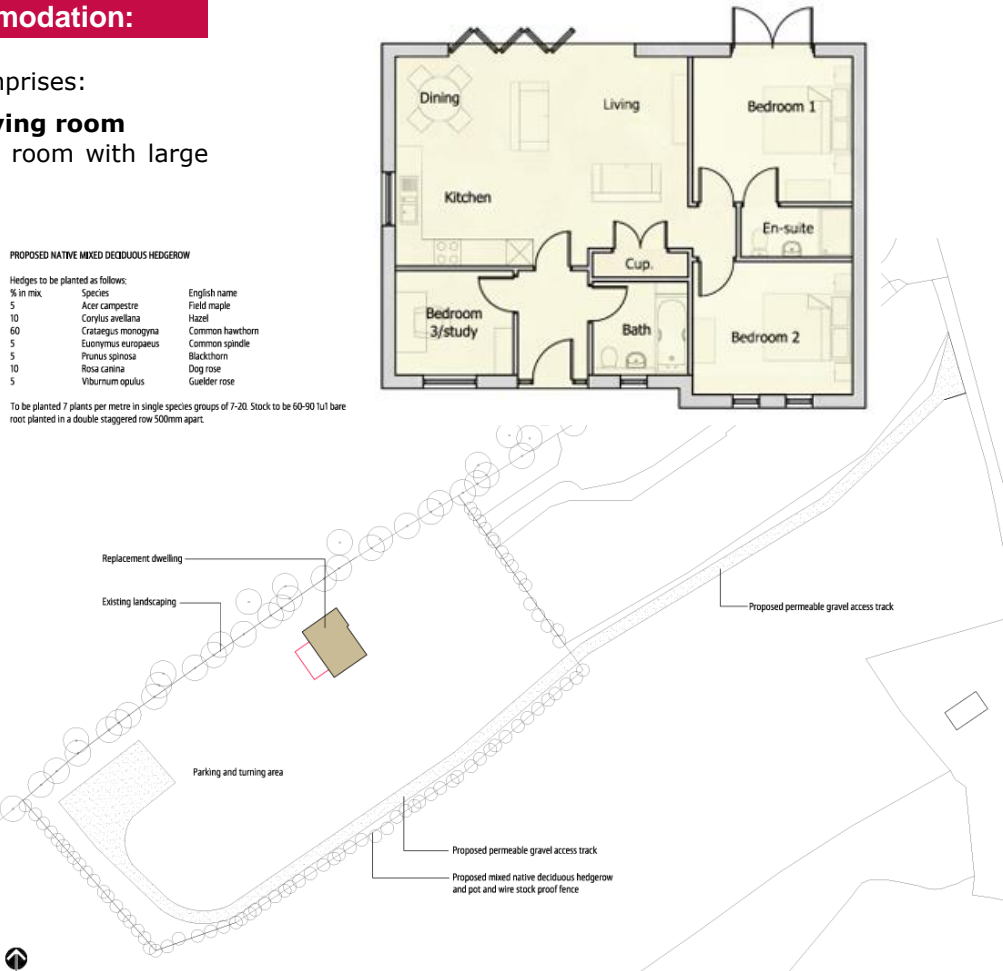 modation:
nprises:
ving room
room with large
Dining
Living
Bedroom 1
Kitchen
En-suite
Cup.
Bedroom
3/study
Bath
Bedroom 2
PROPOSED NATIVE MIXED DECIDUOUS HEDGEROW
Hedges to be planted as follows:
% in mix Species English name
5 Acer campestre Field maple
10 Corylus avellana Hazel
60 Crataegus monogyna Common hawthorn
5 Euonymus europaeus Common spindle
5 Prunus spinosa Blackthorn
10 Rosa canina Dog rose
5 Viburnum opulus Guelder rose
To be planted 7 plants per metre in single species groups of 7-20. Stock to be 60-90 1u1 bare
root planted in a double staggered row 500mm apart.
Replacement dwelling
Existing landscaping
Proposed permeable gravel access track
Parking and turning area
Proposed permeable gravel access track
Proposed mixed native deciduous hedgerow
and pot and wire stock proof fence